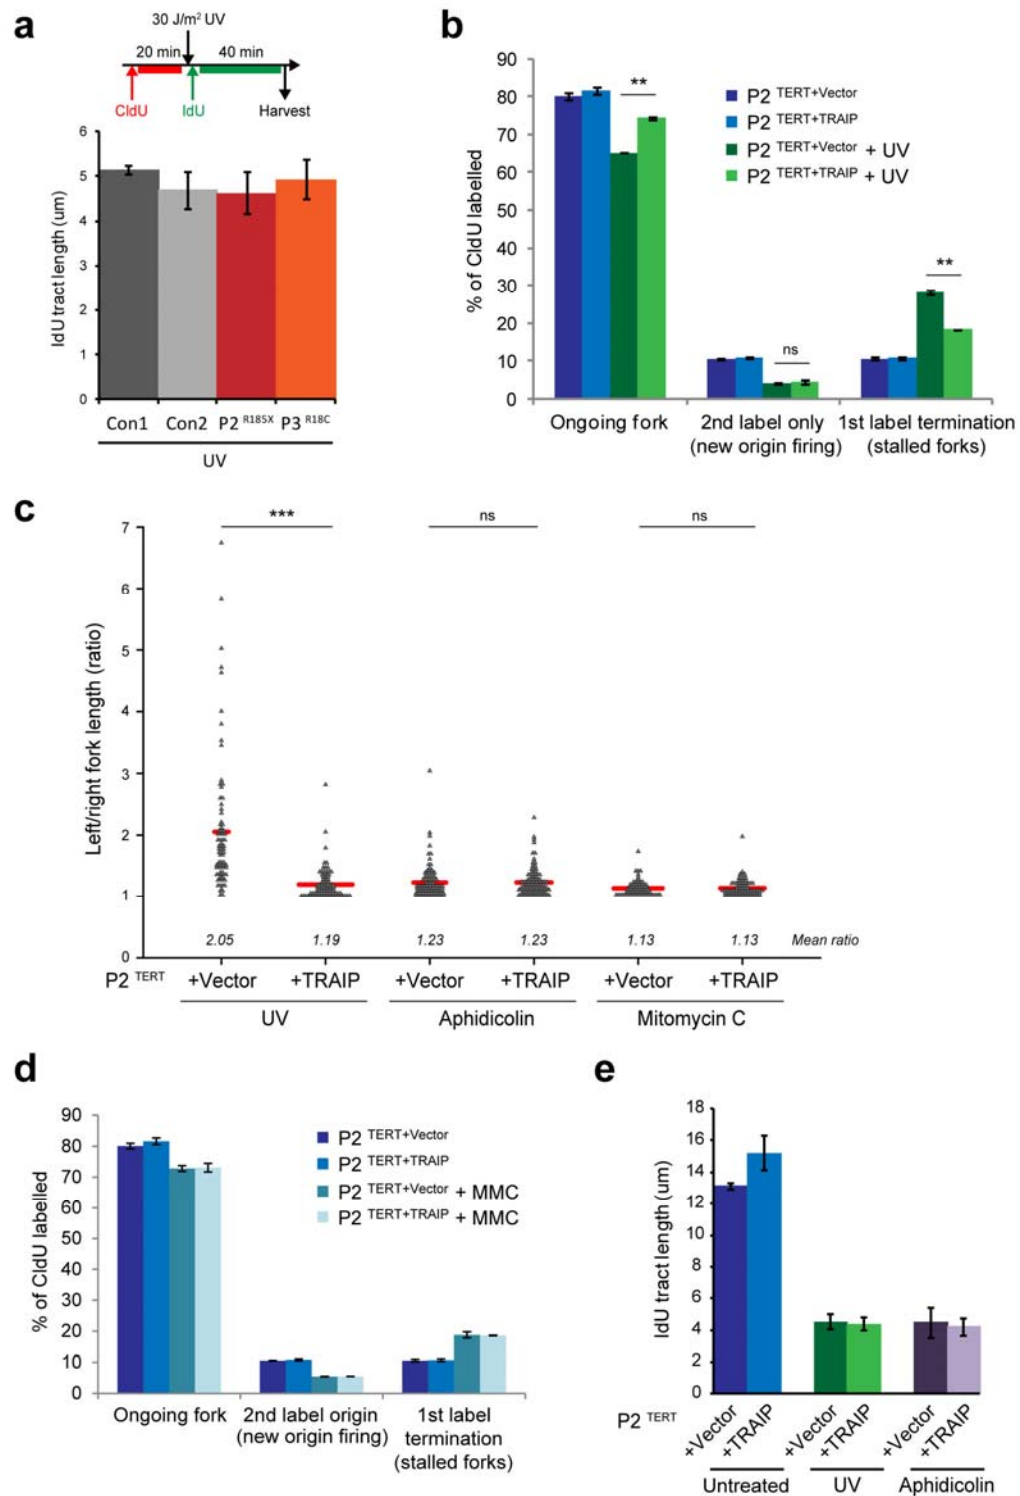 a
30 J/m² UV
20 min 40 min
CldU IdU Harvest
IdU tract length (um)
6
5
4
3
2
1
0
Con1 Con2 P2 R185X P3 R18C
UV
b
% of CldU labelled
90
80
70
60
50
40
30
20
10
0
**
ns
**
P2 TERT+Vector
P2 TERT+TRAIP
P2 TERT+Vector + UV
P2 TERT+TRAIP + UV
Ongoing fork 2nd label only 1st label termination
(new origin firing) (stalled forks)
c
Left/right fork length (ratio)
7
6
5
4
3
2
1
0
*** ns ns
2.05 1.19 1.23 1.23 1.13 1.13 Mean ratio
P2 TERT +Vector +TRAIP +Vector +TRAIP +Vector +TRAIP
UV Aphidicolin Mitomycin C
d
% of CldU labelled
90
80
70
60
50
40
30
20
10
0
P2 TERT+Vector
P2 TERT+TRAIP
P2 TERT+Vector + MMC
P2 TERT+TRAIP + MMC
Ongoing fork 2nd label origin 1st label
(new origin firing) termination
(stalled forks)
e
IdU tract length (um)
18
16
14
12
10
8
6
4
2
0
P2 TERT +Vector +TRAIP +Vector +TRAIP +Vector +TRAIP
Untreated UV Aphidicolin